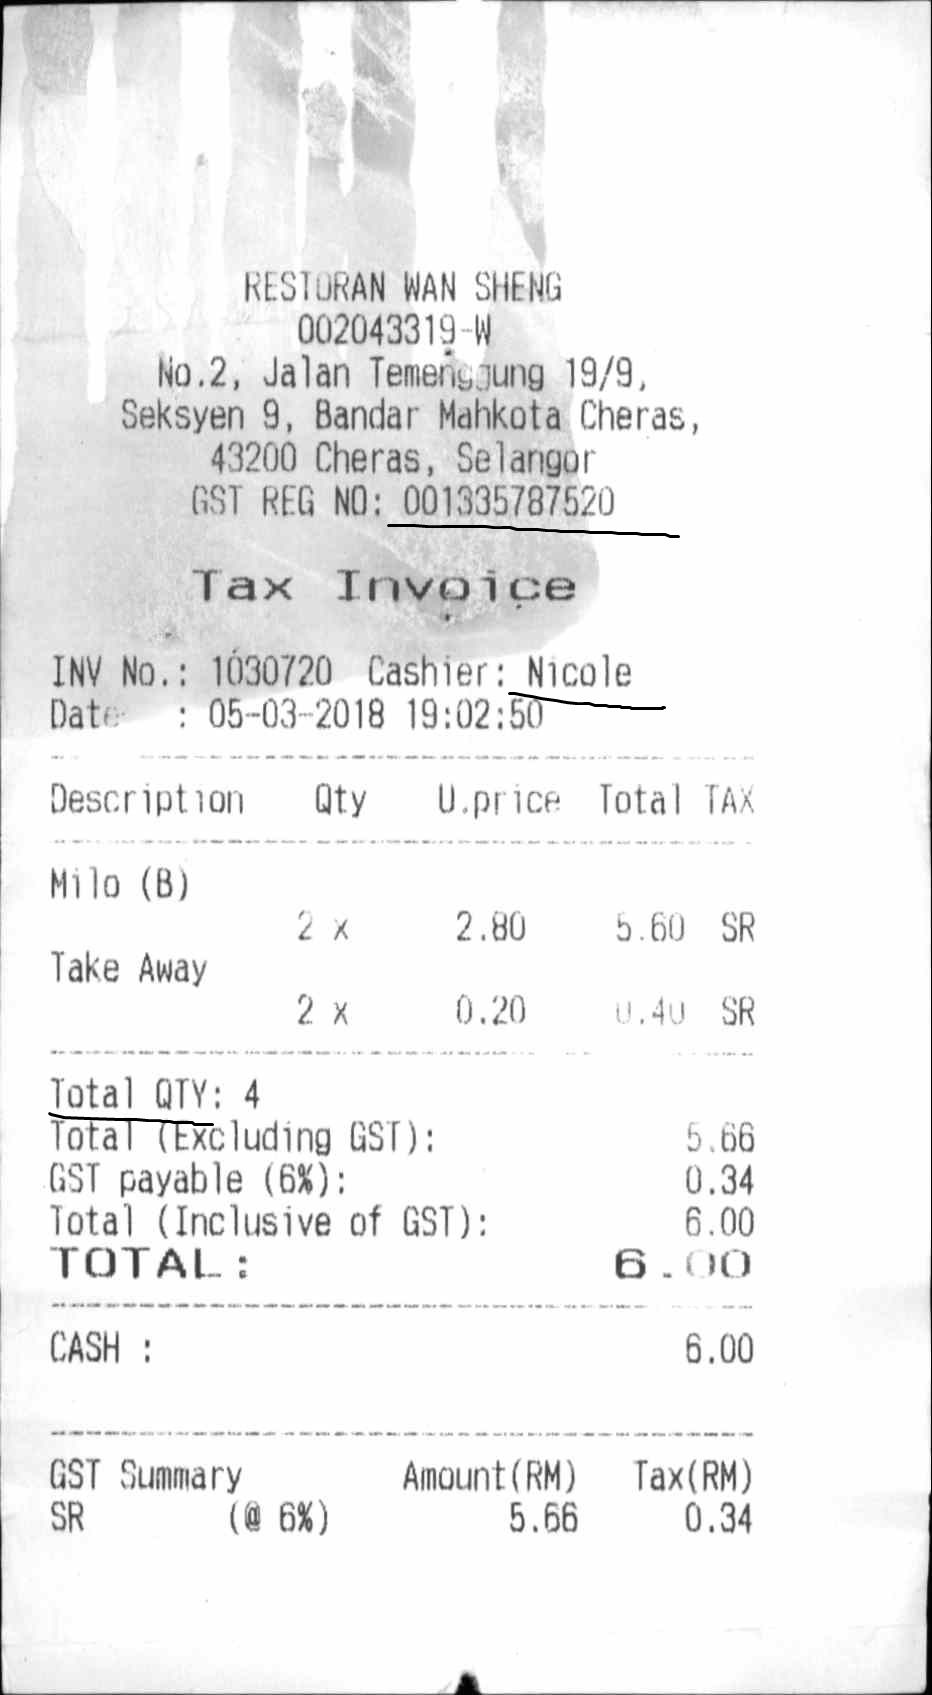 RESTORAN WAN SHENG
002043319-W
No.2, Jalan Temenggung 19/9,
Seksyen 9, Bandar Mahkota Cheras,
43200 Cheras, Selangor
GST REG NO: 001335787520
Tax Invoice
INV No.: 1030720 Cashier: Nicole
Date : 05-03-2018 19:02:50
Description Qty U.price Total TAX
Milo (B)
2 x 2.80 5.60 SR
Take Away
2 x 0.20 0.40 SR
Total QTY: 4
Total (Excluding GST): 5.66
GST payable (6%): 0.34
Total (Inclusive of GST): 6.00
TOTAL: 6.00
CASH : 6.00
GST Summary Amount(RM) Tax(RM)
SR (@ 6%) 5.66 0.34